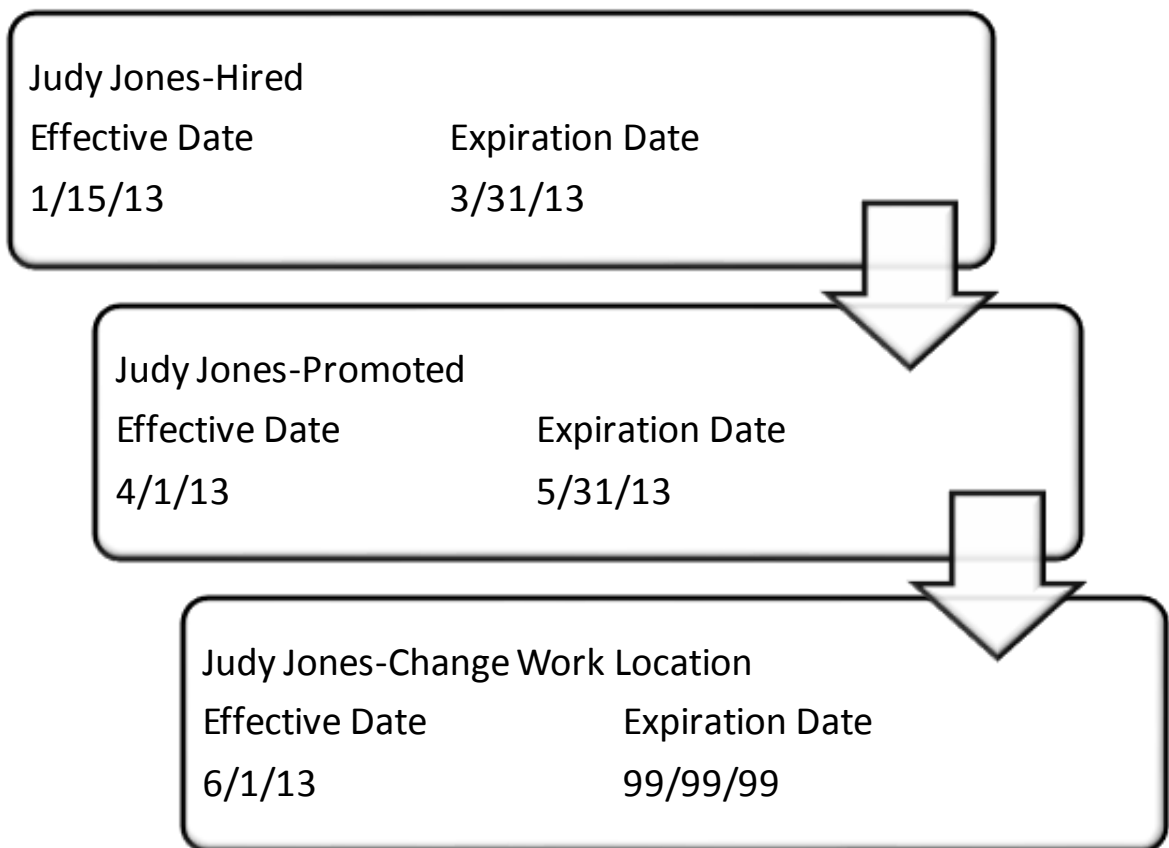 Judy Jones-Hired
Effective Date Expiration Date
1/15/13 3/31/13
Judy Jones-Promoted
Effective Date Expiration Date
4/1/13 5/31/13
Judy Jones-Change Work Location
Effective Date Expiration Date
6/1/13 99/99/99